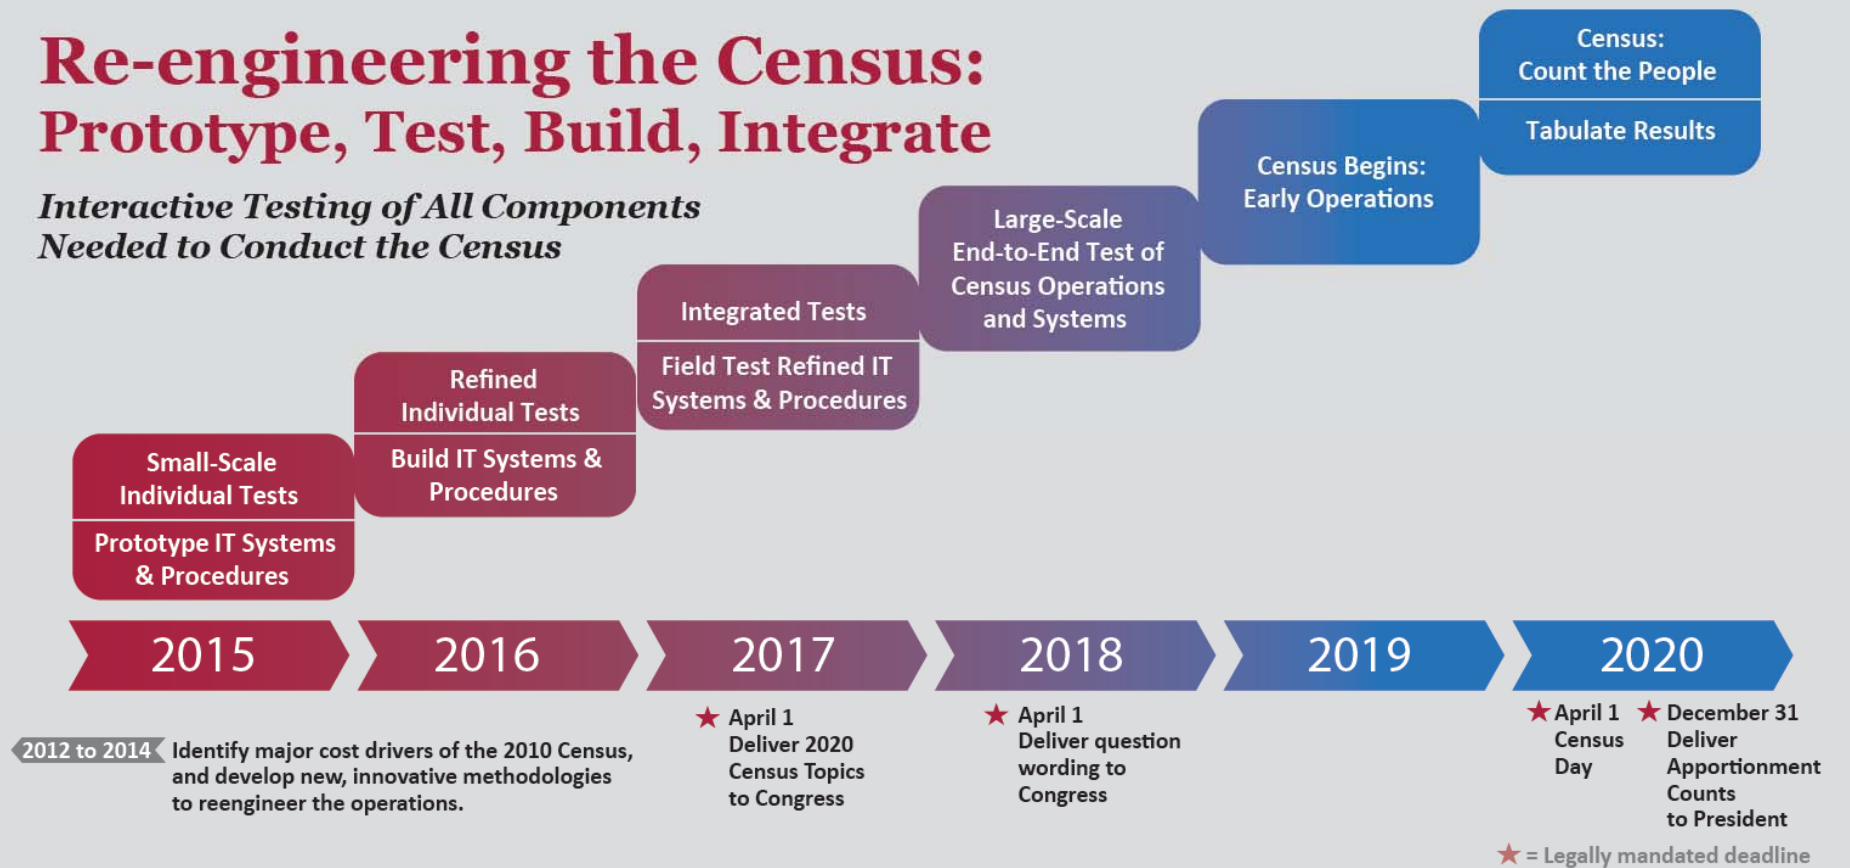 Re-engineering the Census:
Prototype, Test, Build, Integrate
Interactive Testing of All Components
Needed to Conduct the Census
Small-Scale
Individual Tests
Prototype IT Systems
& Procedures
Refined
Individual Tests
Build IT Systems &
Procedures
Integrated Tests
Field Test Refined IT
Systems & Procedures
Large-Scale
End-to-End Test of
Census Operations
and Systems
Census Begins:
Early Operations
Census:
Count the People
Tabulate Results
2015
2016
2017
2018
2019
2020
2012 to 2014
Identify major cost drivers of the 2010 Census,
and develop new, innovative methodologies
to reengineer the operations.
★ April 1
Deliver 2020
Census Topics
to Congress
★ April 1
Deliver question
wording to
Congress
★ April 1
Census
Day
★ December 31
Deliver
Apportionment
Counts
to President
★ = Legally mandated deadline